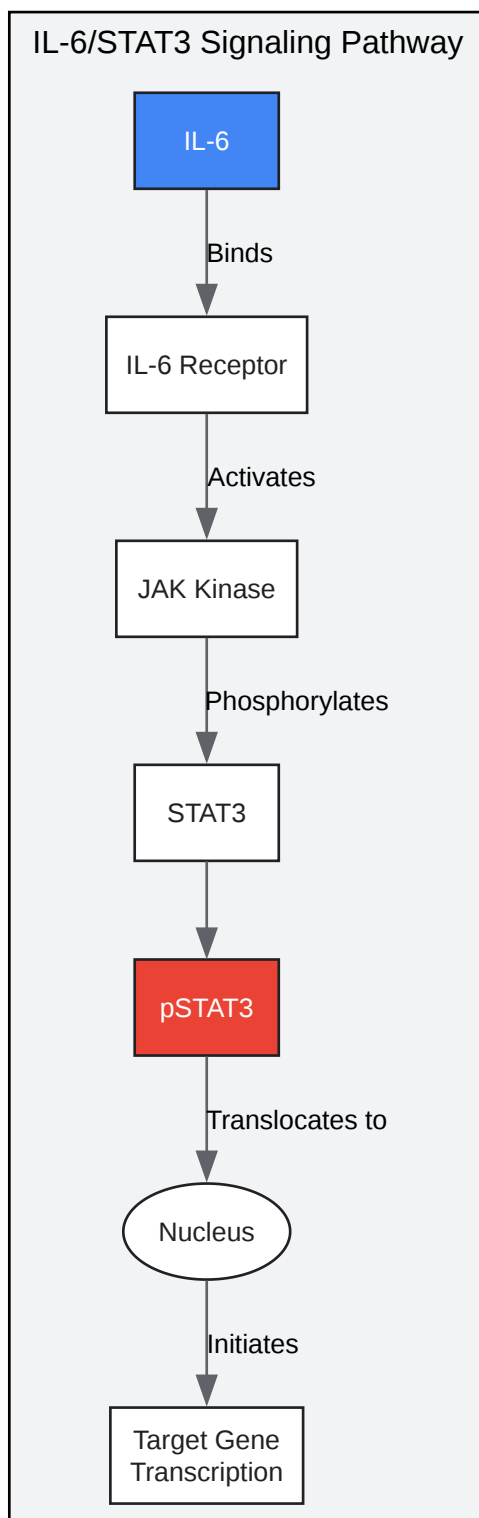 IL-6/STAT3 Signaling Pathway
IL-6
Binds
IL-6 Receptor
Activates
JAK Kinase
Phosphorylates
STAT3
pSTAT3
Translocates to
Nucleus
Initiates
Target Gene
Transcription